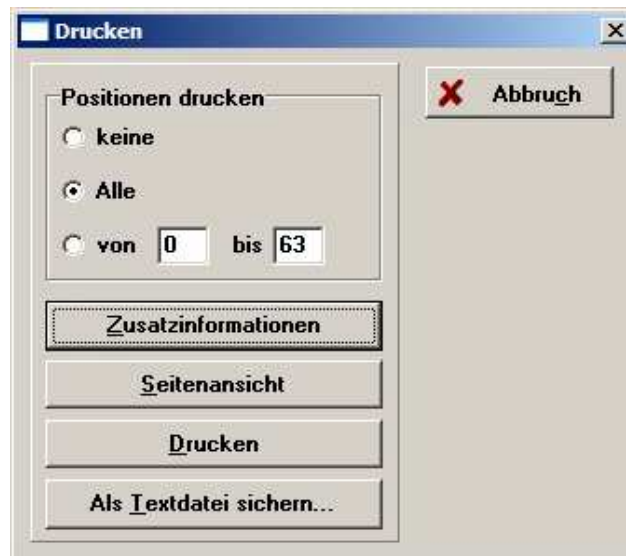 Drucken
Positionen drucken
keine
Alle
von 0 bis 63
Zusatzinformationen
Seitenansicht
Drucken
Als Textdatei sichern...
Abbruch